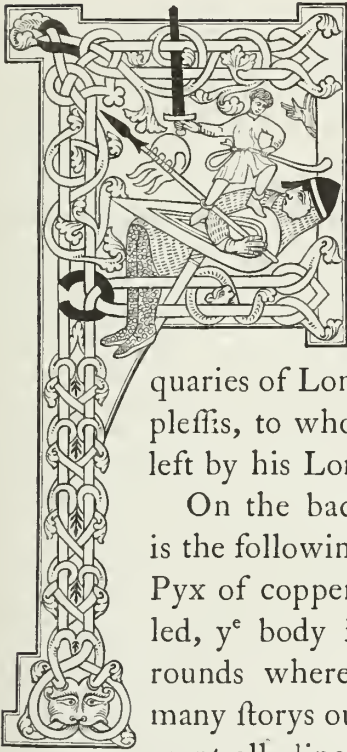 quaries of Lon
pleſſis, to who
left by his Lor
On the bac
is the followin
Pyx of copper
led, yᵉ body i
rounds where
many ſtorys ou